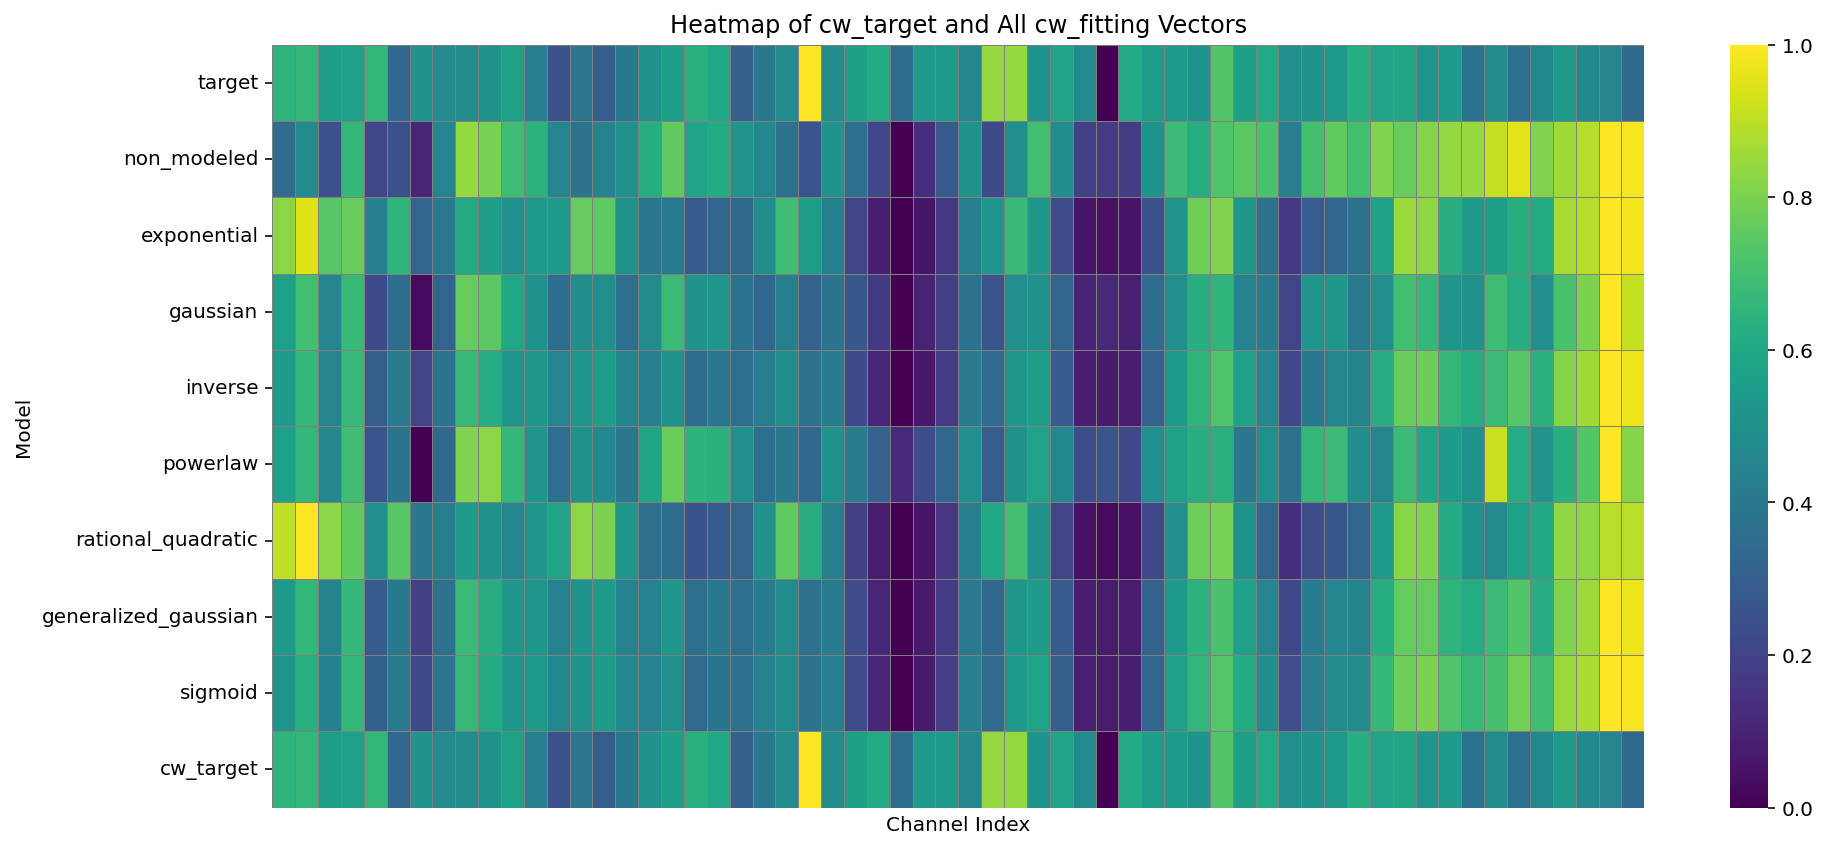 Heatmap of cw_target and All cw_fitting Vectors
Model
target
non_modeled
exponential
gaussian
inverse
powerlaw
rational_quadratic
generalized_gaussian
sigmoid
cw_target
Channel Index
1.0
0.8
0.6
0.4
0.2
0.0